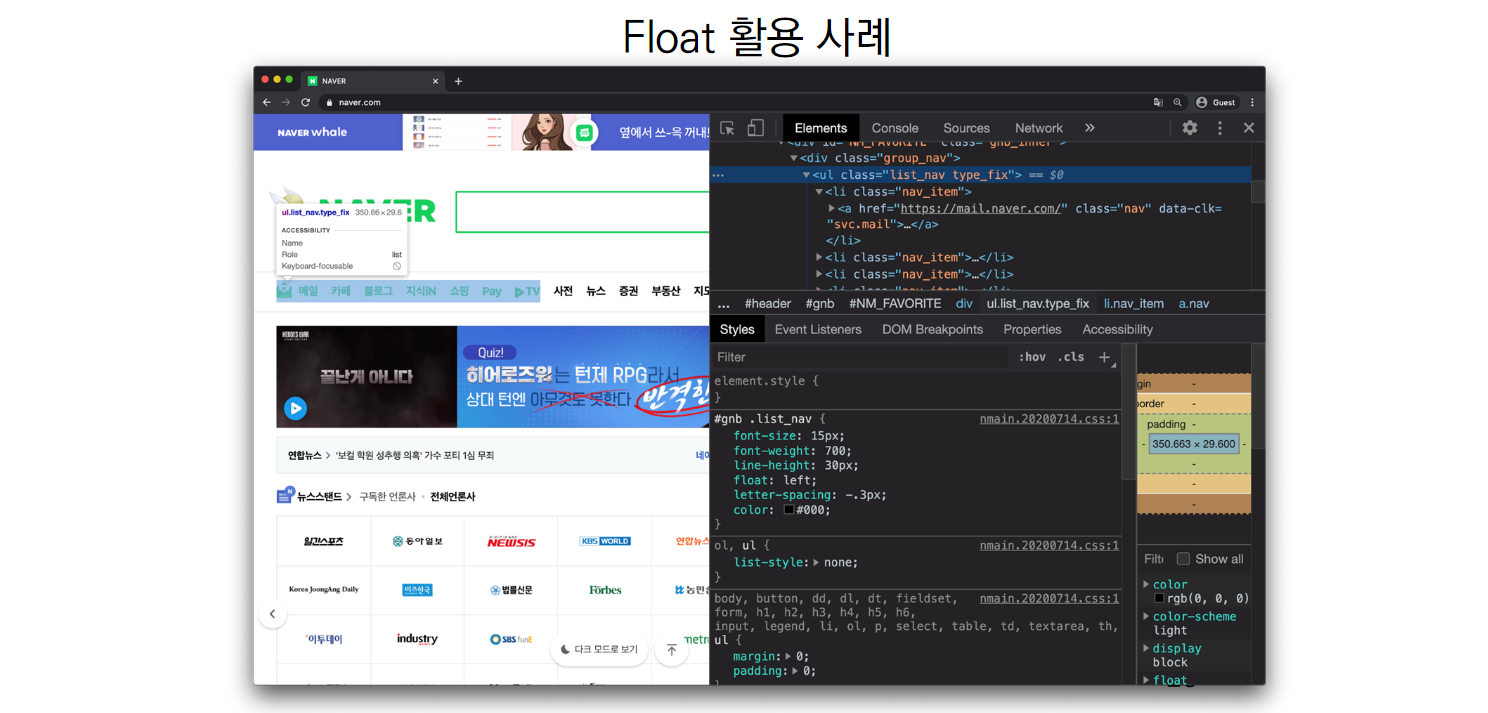 Float 활용 사례
NAVER
naver.com
Guest
NAVER whale
옆에서 쓰-윽 꺼내
NAVER
ul.list_nav.type_fix 350.66 × 29.6
ACCESSIBILITY
Name
Role list
Keyboard-focusable
메일 카페 블로그 지식iN 쇼핑 Pay ▶TV 사전 뉴스 증권 부동산 지도
HEROES WAR
끝난게 아니다
Quiz!
히어로즈워는 턴제 RPG라서
상대 턴엔 아무것도 못한다
반격한
연합뉴스 > '보컬 학원 성추행 의혹' 가수 포티 1심 무죄
네이
뉴스스탠드 > 구독한 언론사 • 전체언론사
일간스포츠 동아일보 NEWSIS KBS WORLD 연합뉴스
Korea JoongAng Daily 비즈한국 법률신문 Forbes 농민신
이투데이 industry SBS funE metro
다크 모드로 보기
Elements Console Sources Network »
<div id="NM_FAVORITE" class="gnb_inner">
▼<div class="group_nav">
… ▼<ul class="list_nav type_fix"> == $0
▼<li class="nav_item">
▶<a href="https://mail.naver.com/" class="nav" data-clk=
"svc.mail">…</a>
</li>
▶<li class="nav_item">…</li>
▶<li class="nav_item">…</li>
▶<li class="nav_item">…</li>
... #header #gnb #NM_FAVORITE div ul.list_nav.type_fix li.nav_item a.nav
Styles Event Listeners DOM Breakpoints Properties Accessibility
Filter :hov .cls +
element.style {
}
#gnb .list_nav { nmain.20200714.css:1
font-size: 15px;
font-weight: 700;
line-height: 30px;
float: left;
letter-spacing: -.3px;
color: #000;
}
ol, ul { nmain.20200714.css:1
list-style:▶ none;
}
body, button, dd, dl, dt, fieldset, nmain.20200714.css:1
form, h1, h2, h3, h4, h5, h6,
input, legend, li, ol, p, select, table, td, textarea, th,
ul {
margin:▶ 0;
padding:▶ 0;
gin -
order -
padding -
- 350.663 × 29.600 -
-
-
-
Filt Show all
▶ color
rgb(0, 0, 0)
▶ color-scheme
light
▶ display
block
▶ float